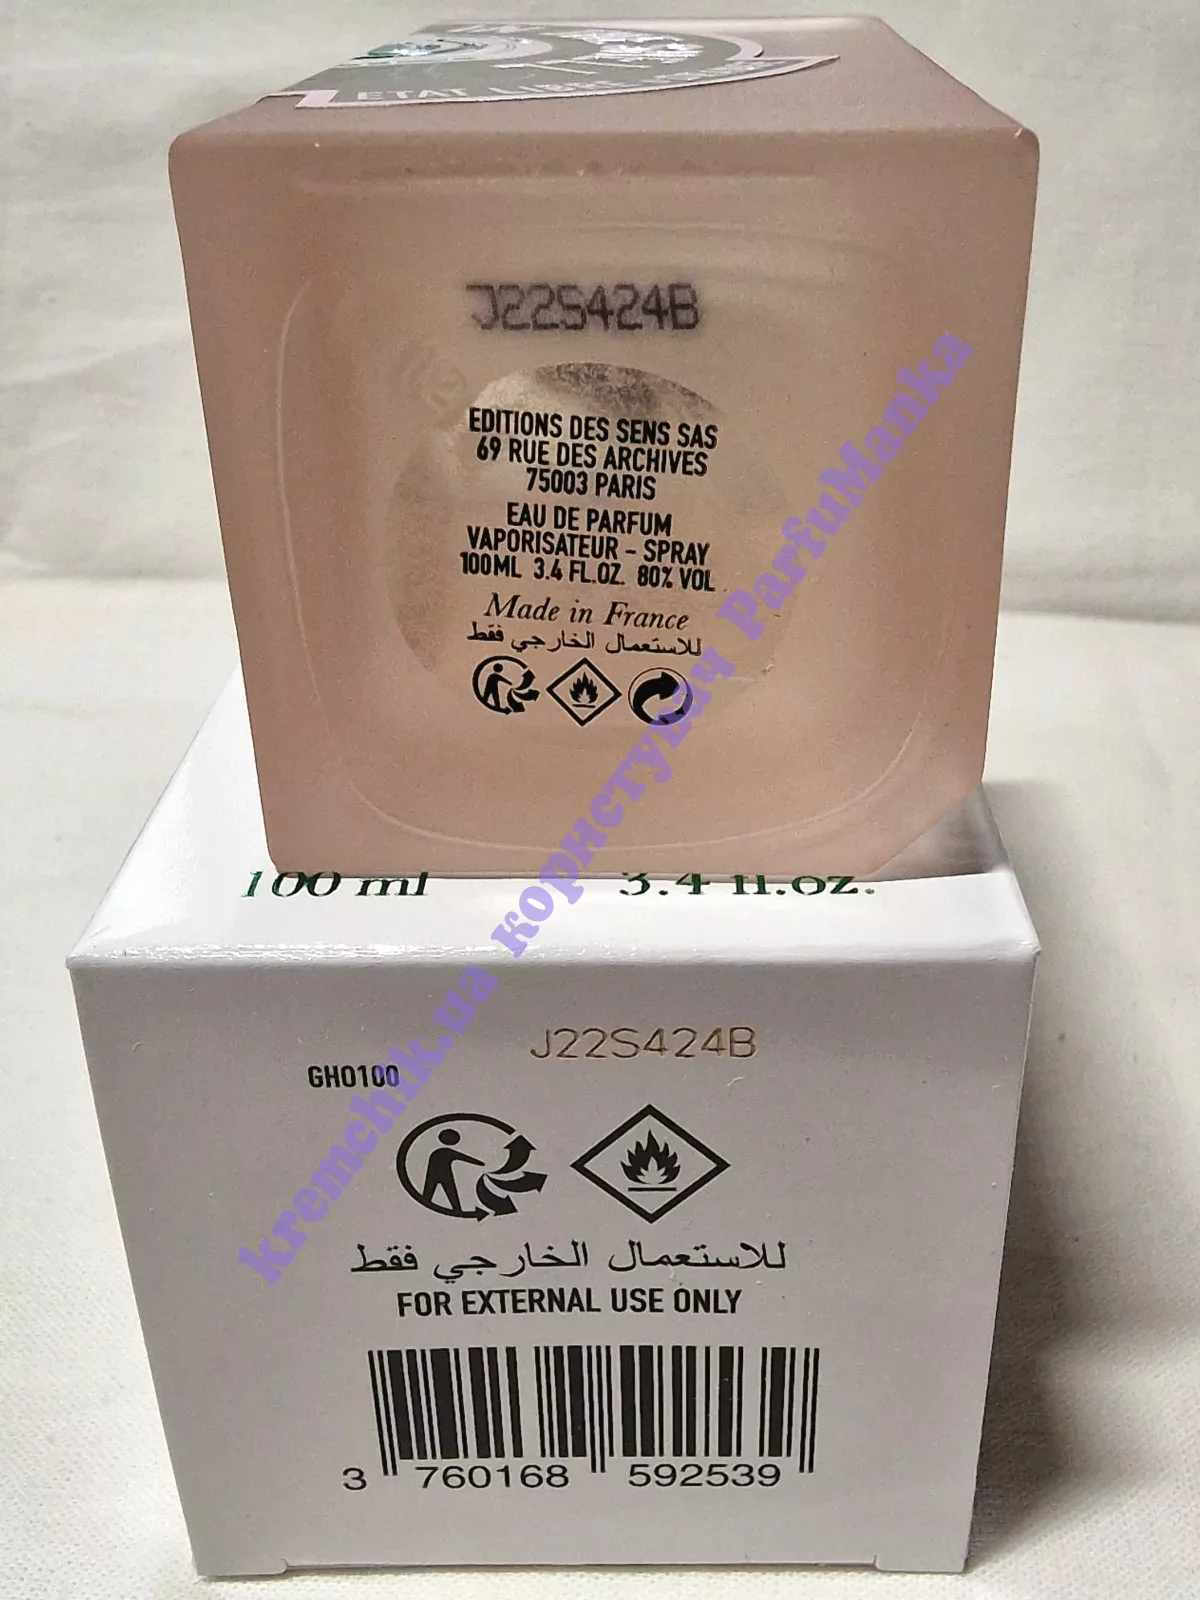 ETAT LIBRE
J22S424B
EDITIONS DES SENS SAS
69 RUE DES ARCHIVES
75003 PARIS
EAU DE PARFUM
VAPORISATEUR - SPRAY
100ML 3.4 FL.OZ. 80% VOL
Made in France
للاستعمال الخارجي فقط
100 ml 3.4 fl.oz.
J22S424B
GHO100
للاستعمال الخارجي فقط
FOR EXTERNAL USE ONLY
3 760168 592539
kremchik.ua користувач ParfuManka